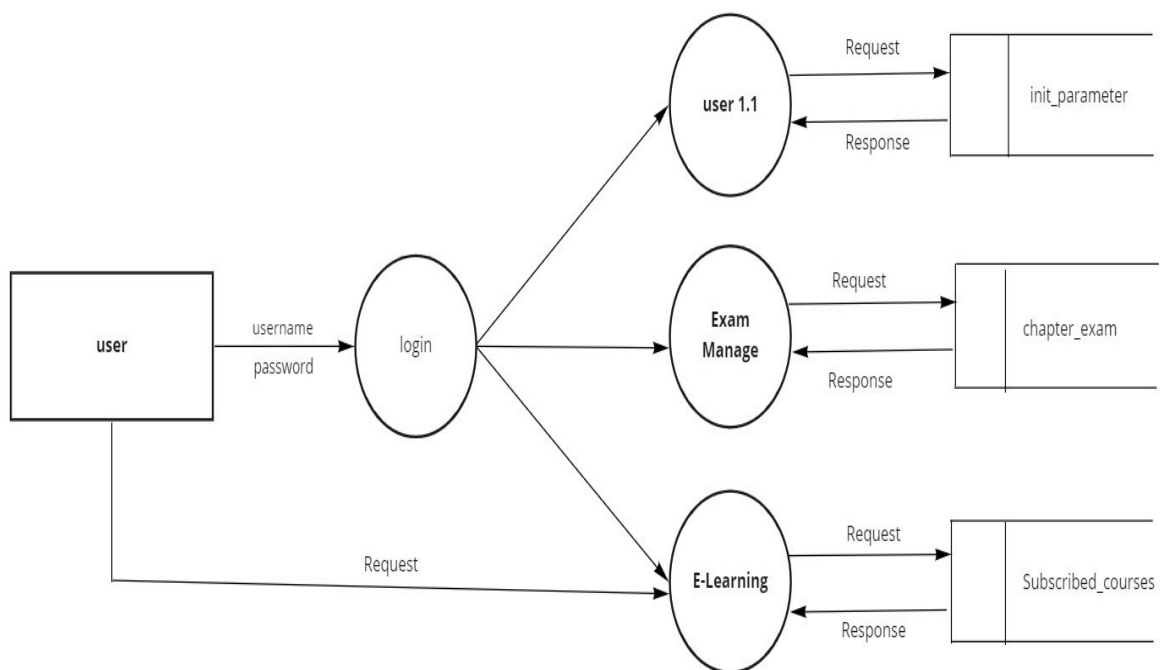 Request
user 1.1
init_parameter
Response
Request
username
user
login
Exam
Manage
chapter_exam
password
Response
Request
Request
E-Learning
Subscribed_courses
Response